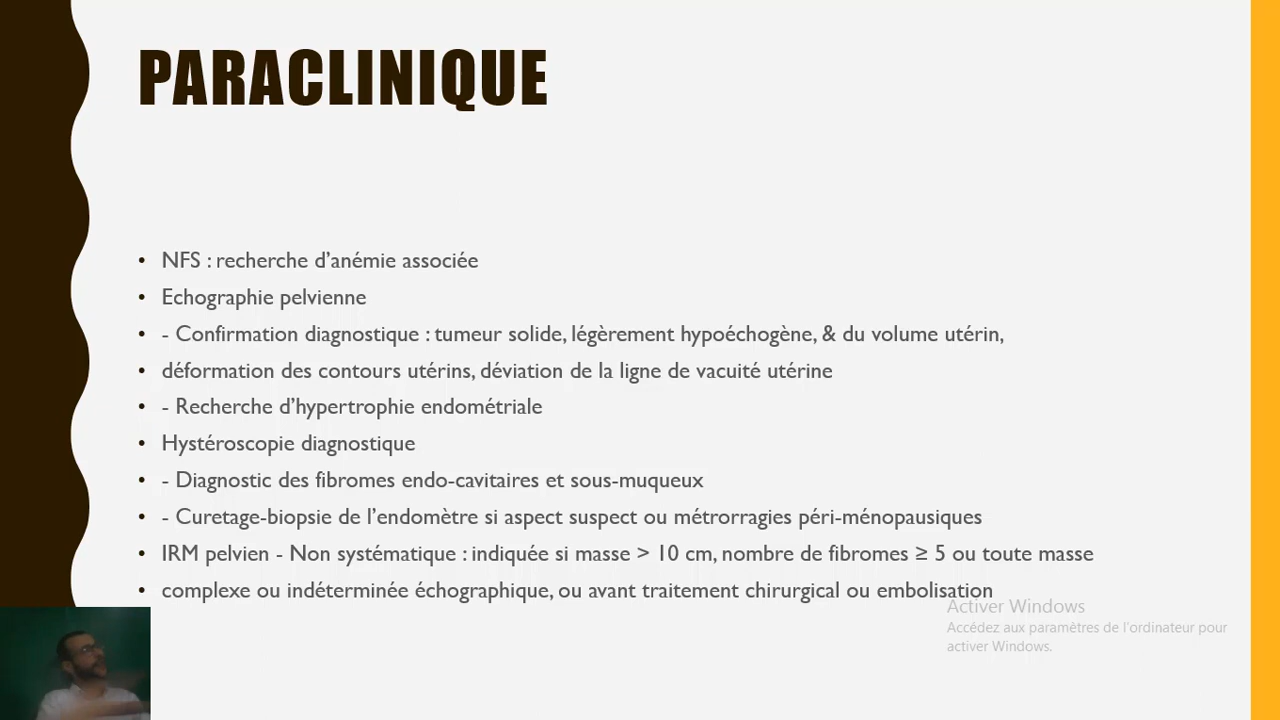 PARACLINIQUE
• NFS : recherche d’anémie associée
• Echographie pelvienne
• - Confirmation diagnostique : tumeur solide, légèrement hypoéchogène, & du volume utérin,
• déformation des contours utérins, déviation de la ligne de vacuité utérine
• - Recherche d’hypertrophie endométriale
• Hystéroscopie diagnostique
• - Diagnostic des fibromes endo-cavitaires et sous-muqueux
• - Curetage-biopsie de l’endomètre si aspect suspect ou métrorragies péri-ménopausiques
• IRM pelvien - Non systématique : indiquée si masse > 10 cm, nombre de fibromes ≥ 5 ou toute masse
• complexe ou indéterminée échographique, ou avant traitement chirurgical ou embolisation
Activer Windows
Accédez aux paramètres de l'ordinateur pour
activer Windows.